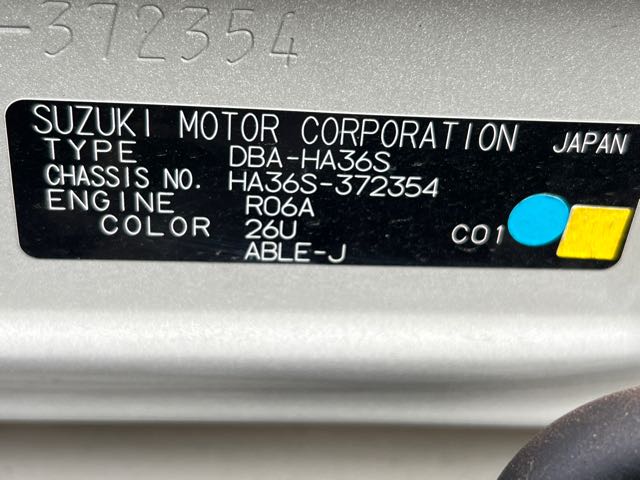 -372354
SUZUKI MOTOR CORPORATION JAPAN
TYPE DBA-HA36S
CHASSIS NO. HA36S-372354
ENGINE R06A
COLOR 26U
ABLE-J C01